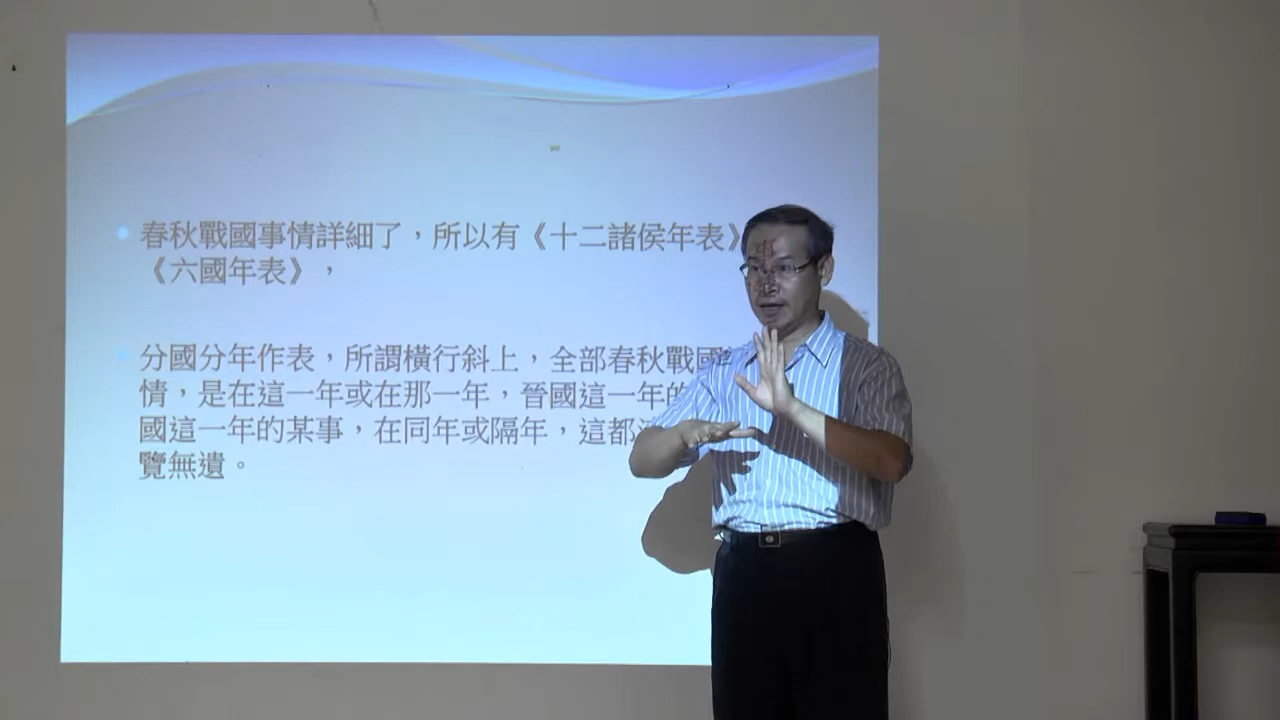 春秋戰國事情詳細了，所以有《十二諸侯年表》
《六國年表》，
分國分年作表，所謂橫行斜上，全部春秋戰國
情，是在這一年或在那一年，晉國這一年的
國這一年的某事，在同年或隔年，這都
覽無遺。